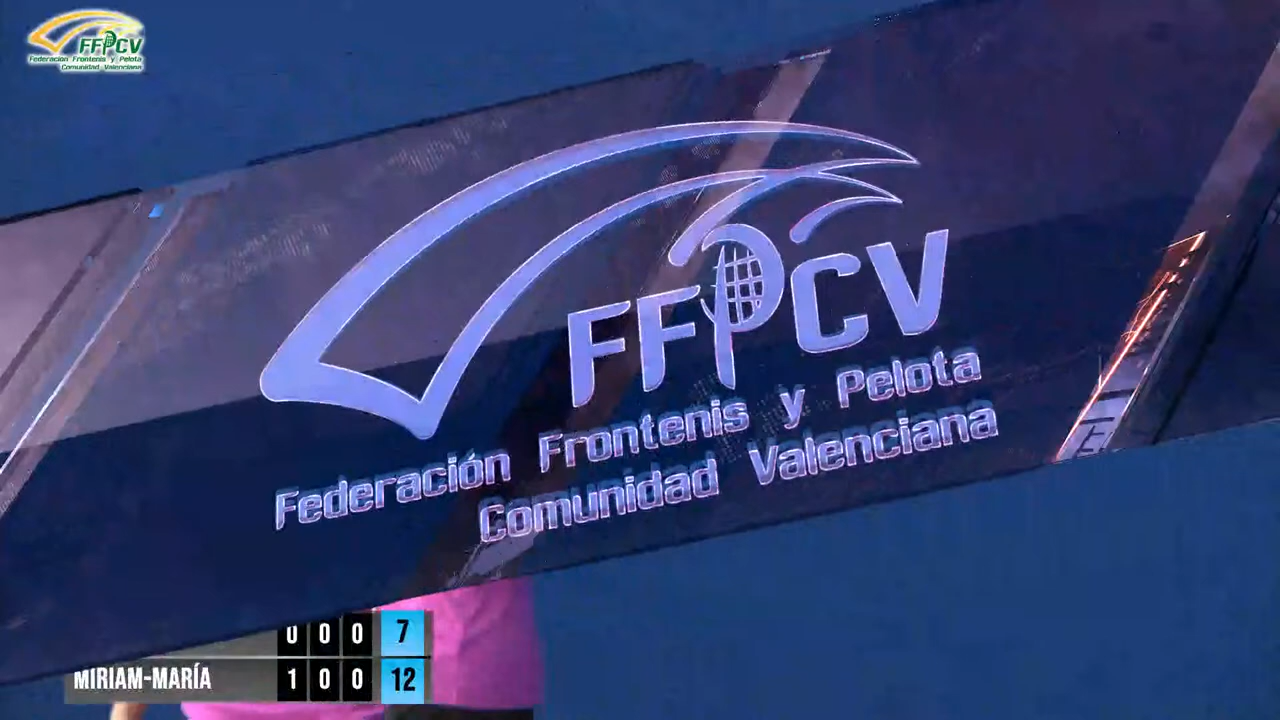 FFPCV
Federación Frontenis y Pelota
Comunidad Valenciana
FFPCV
Federación Frontenis y Pelota
Comunidad Valenciana
0 0 0 7
MIRIAM-MARÍA 1 0 0 12